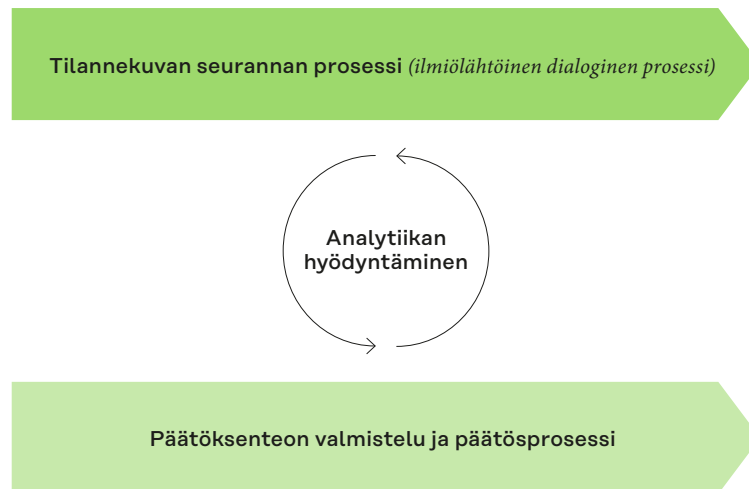 Tilannekuvan seurannan prosessi (ilmiölähtöinen dialoginen prosessi)
Analytiikan
hyödyntäminen
Päätöksenteon valmistelu ja päätösprosessi